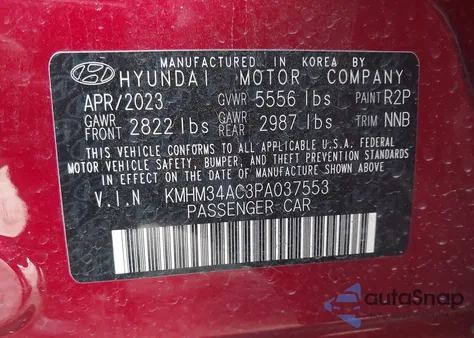 MANUFACTURED IN KOREA BY
HYUNDAI MOTOR COMPANY
APR/2023 GVWR 5556 lbs PAINT R2P
GAWR FRONT 2822 lbs GAWR REAR 2987 lbs TRIM NNB
THIS VEHICLE CONFORMS TO ALL APPLICABLE U.S.A. FEDERAL
MOTOR VEHICLE SAFETY, BUMPER, AND THEFT PREVENTION
STANDARDS IN EFFECT ON THE DATE OF MANUFACTURE
SHOWN ABOVE.
V.I.N KMHM34AC3PA037553
PASSENGER CAR
autoSnap